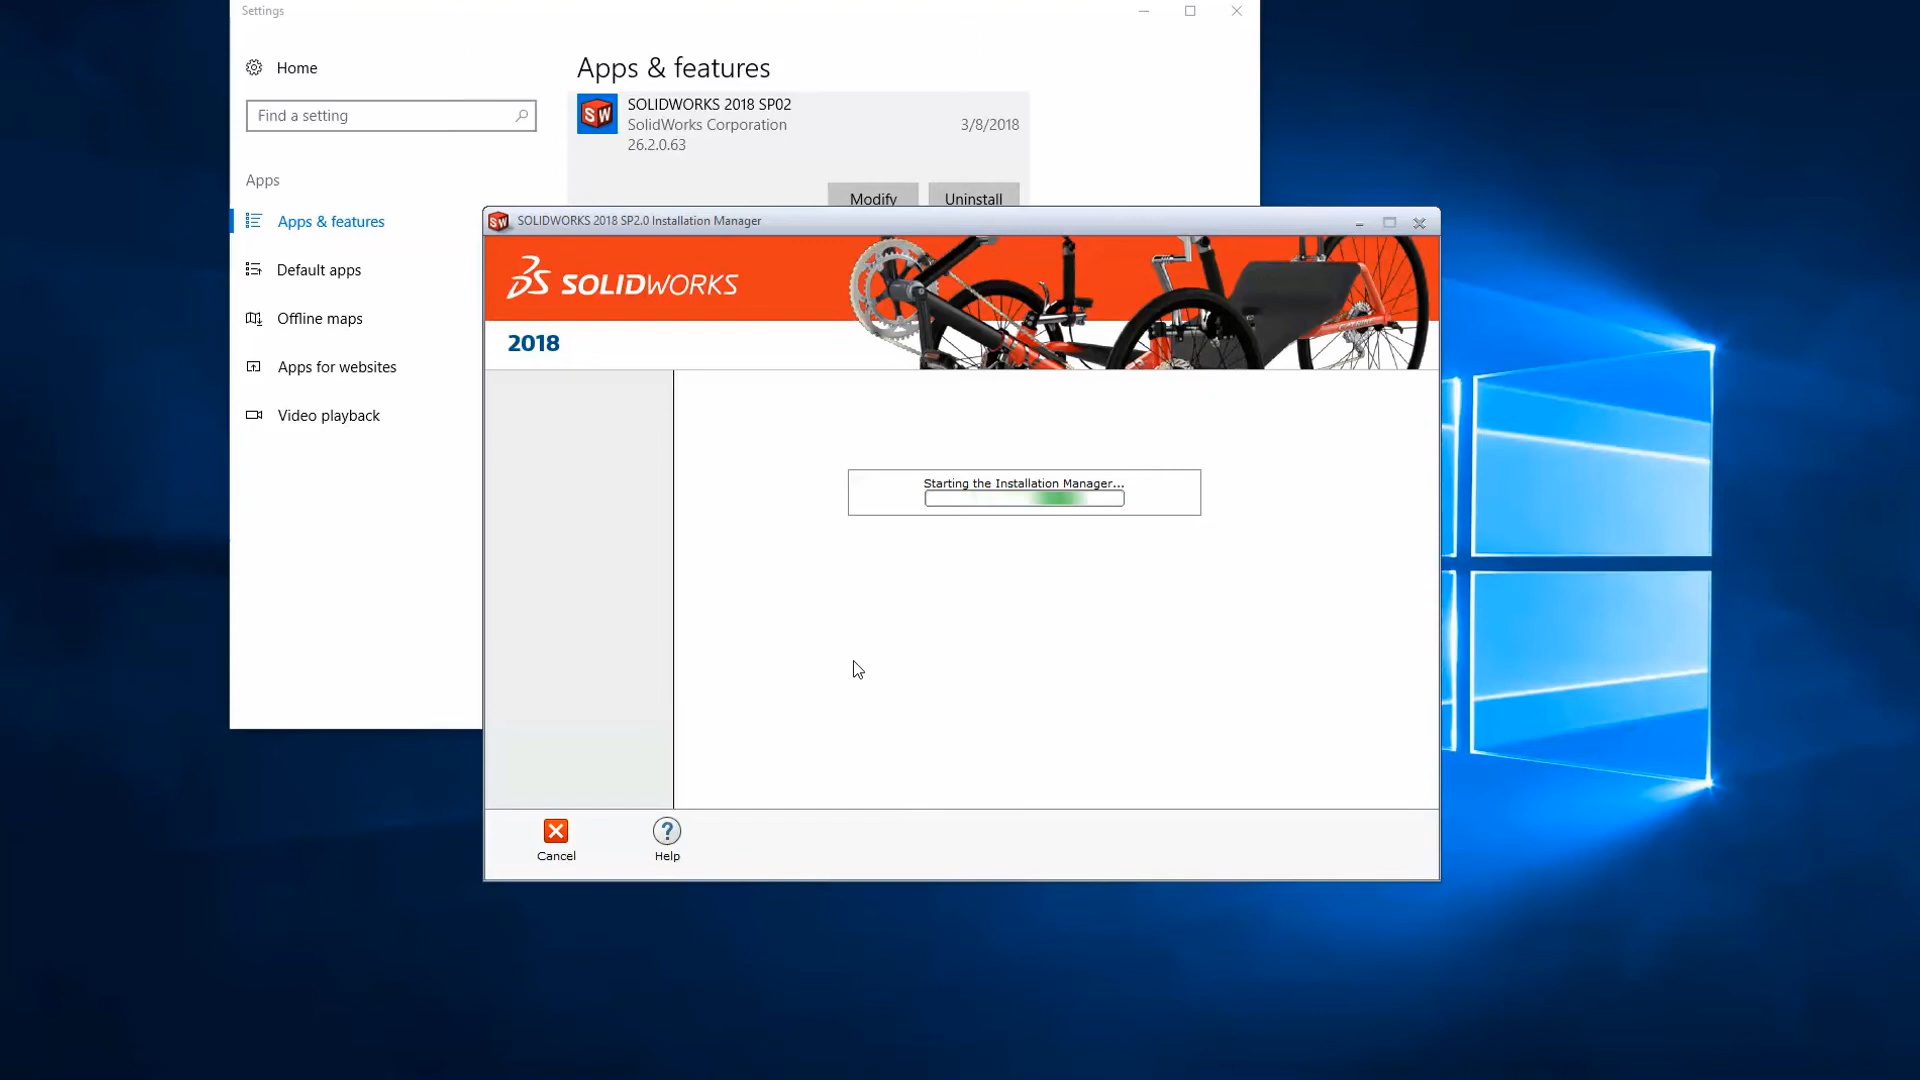 Settings
Home
Find a setting
Apps
Apps & features
Default apps
Offline maps
Apps for websites
Video playback
Apps & features
SOLIDWORKS 2018 SP02
SolidWorks Corporation
3/8/2018
26.2.0.63
Modify
Uninstall
SOLIDWORKS 2018 SP2.0 Installation Manager
SOLIDWORKS
2018
Starting the Installation Manager...
Cancel
Help